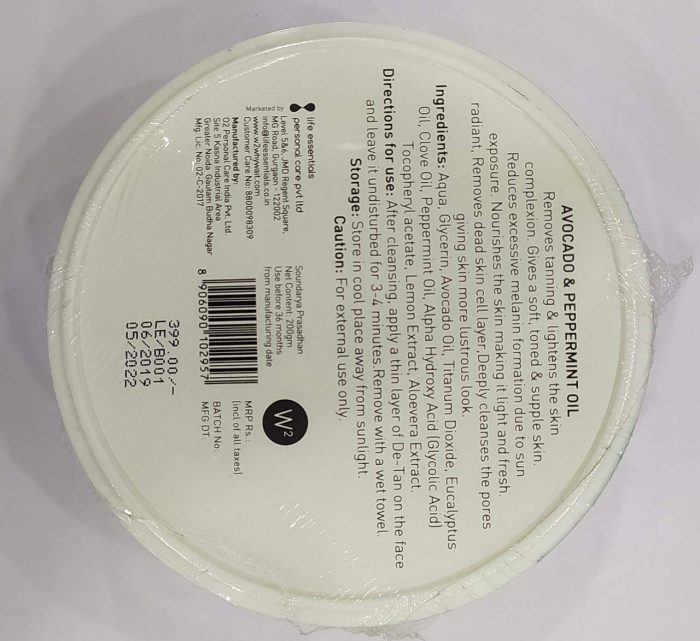 AVOCADO & PEPPERMINT OIL
Removes tanning & lightens the skin
complexion. Gives a soft, toned & supple skin.
Reduces excessive melanin formation due to sun
exposure. Nourishes the skin making it light and fresh.
radiant, Removes dead skin cell layer, Deeply cleanses the pores
giving skin more lustrous look.
Ingredients: Aqua, Glycerin, Avocado Oil, Titanum Dioxide, Eucalyptus
Oil, Clove Oil, Peppermint Oil, Alpha Hydroxy Acid (Glycolic Acid)
Tocopheryl acetate, Lemon Extract, Aloevera Extract.
Directions for use: After cleansing, apply a thin layer of De-Tan on the face
and leave it undisturbed for 3-4 minutes. Remove with a wet towel.
Storage: Store in cool place away from sunlight.
Caution: For external use only.
life essentials
personal care pvt ltd
Marketed by
Level 5&6, JMD Regent Square,
MG Road, Gurgaon - 122002
info@lifeessentials.co.in
www.w2whywait.com
Customer Care No: 8800098309
Manufactured by:
O2 Personal Care India Pvt. Ltd.
Site 5 Kasna Industrial Area
Greater Noida, Gautam Budha Nagar
Mfg. Lic. No: 02-C-2017
Soundarya Prasadhan
Net Content: 200gm
Use before 36 months
from manufacturing date
8 906090 102957
W2
MRP Rs.:
(incl of all taxes)
BATCH No:
MFG DT.
399.00/-
LE/B001
06/2019
05/2022